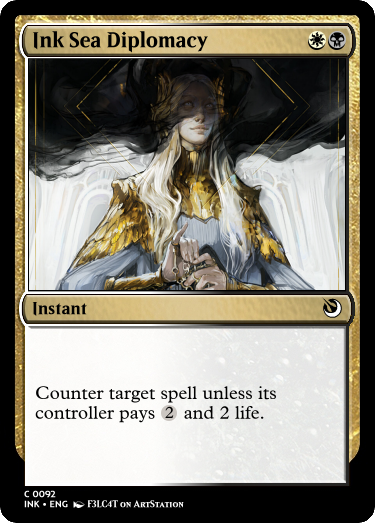 Ink Sea Diplomacy
Instant
Counter target spell unless its
controller pays 2 and 2 life.
C 0092
INK • ENG F3LC4T ON ARTSTATION